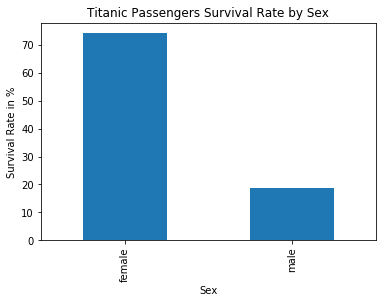 Titanic Passengers Survival Rate by Sex
Survival Rate in %
70
60
50
40
30
20
10
0
female
male
Sex